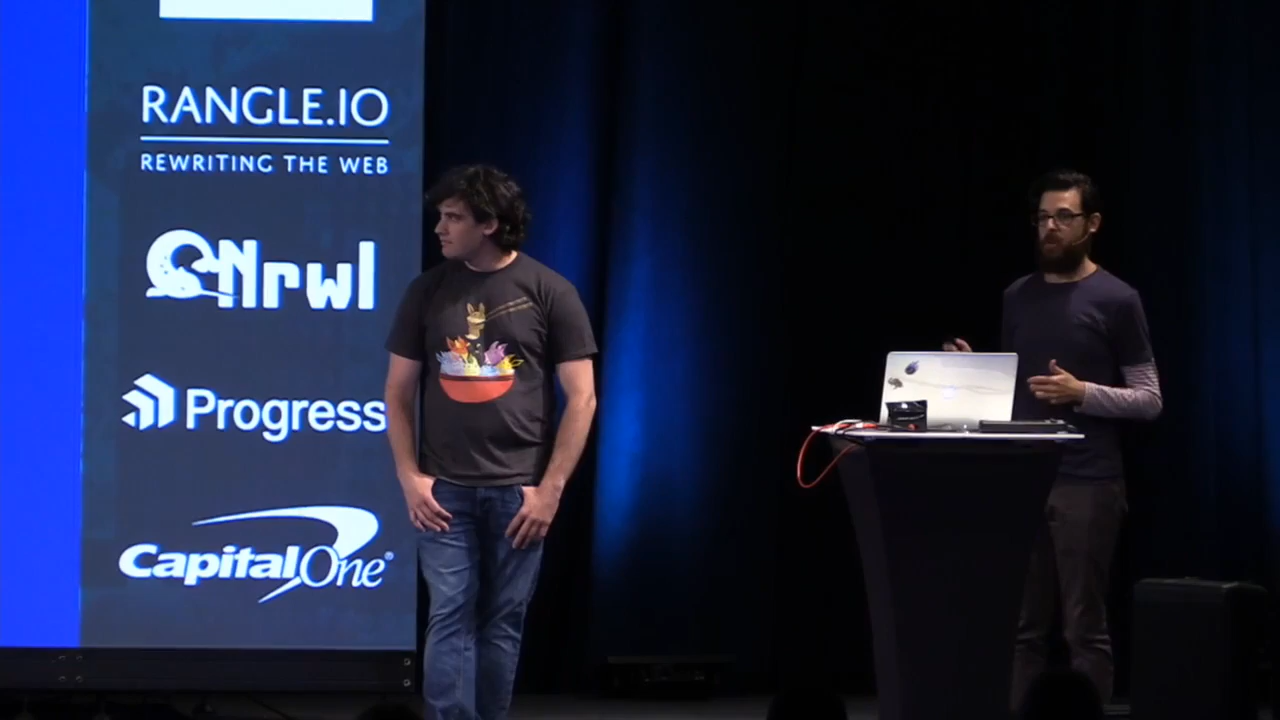 RANGLE.IO
REWRITING THE WEB
Nrwl
Progress
CapitalOne®